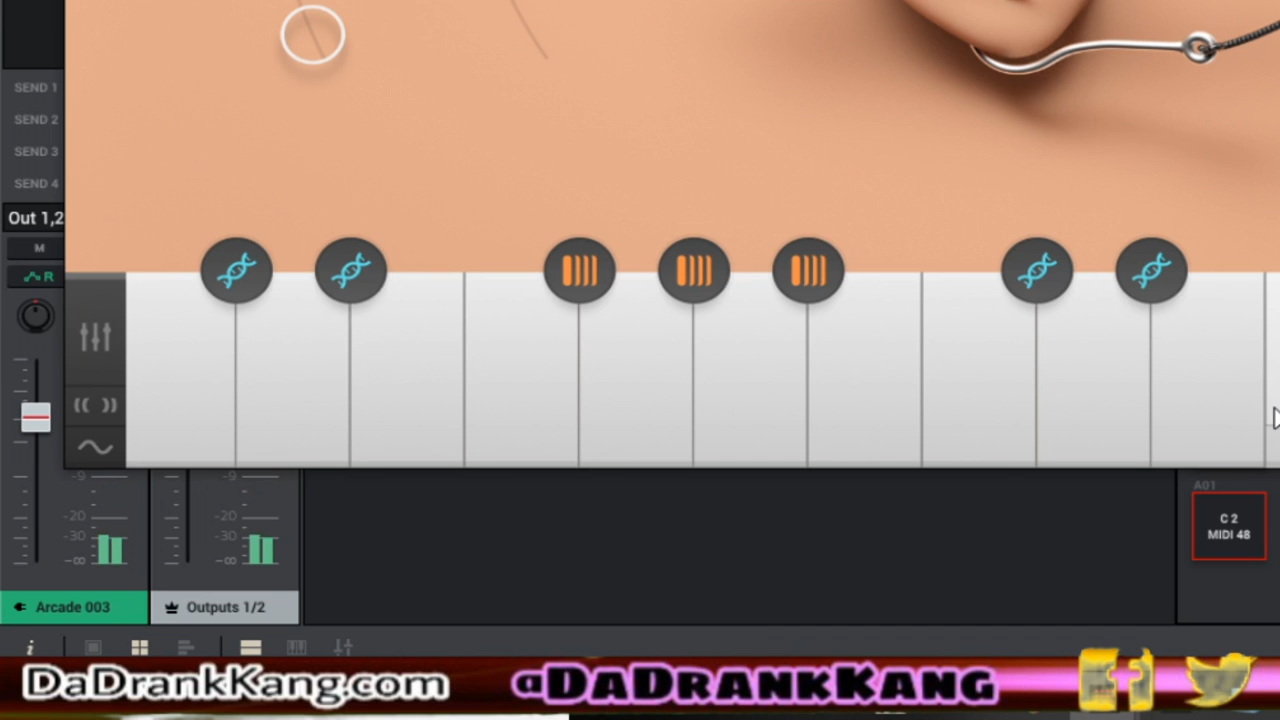 SEND 1
SEND 2
SEND 3
SEND 4
Out 1,2
M
R
-9
-20
-30
-∞
-9
-20
-30
-∞
A01
C 2
MIDI 48
Arcade 003
Outputs 1/2
i
DaDrankKang.com
@DaDrankKang